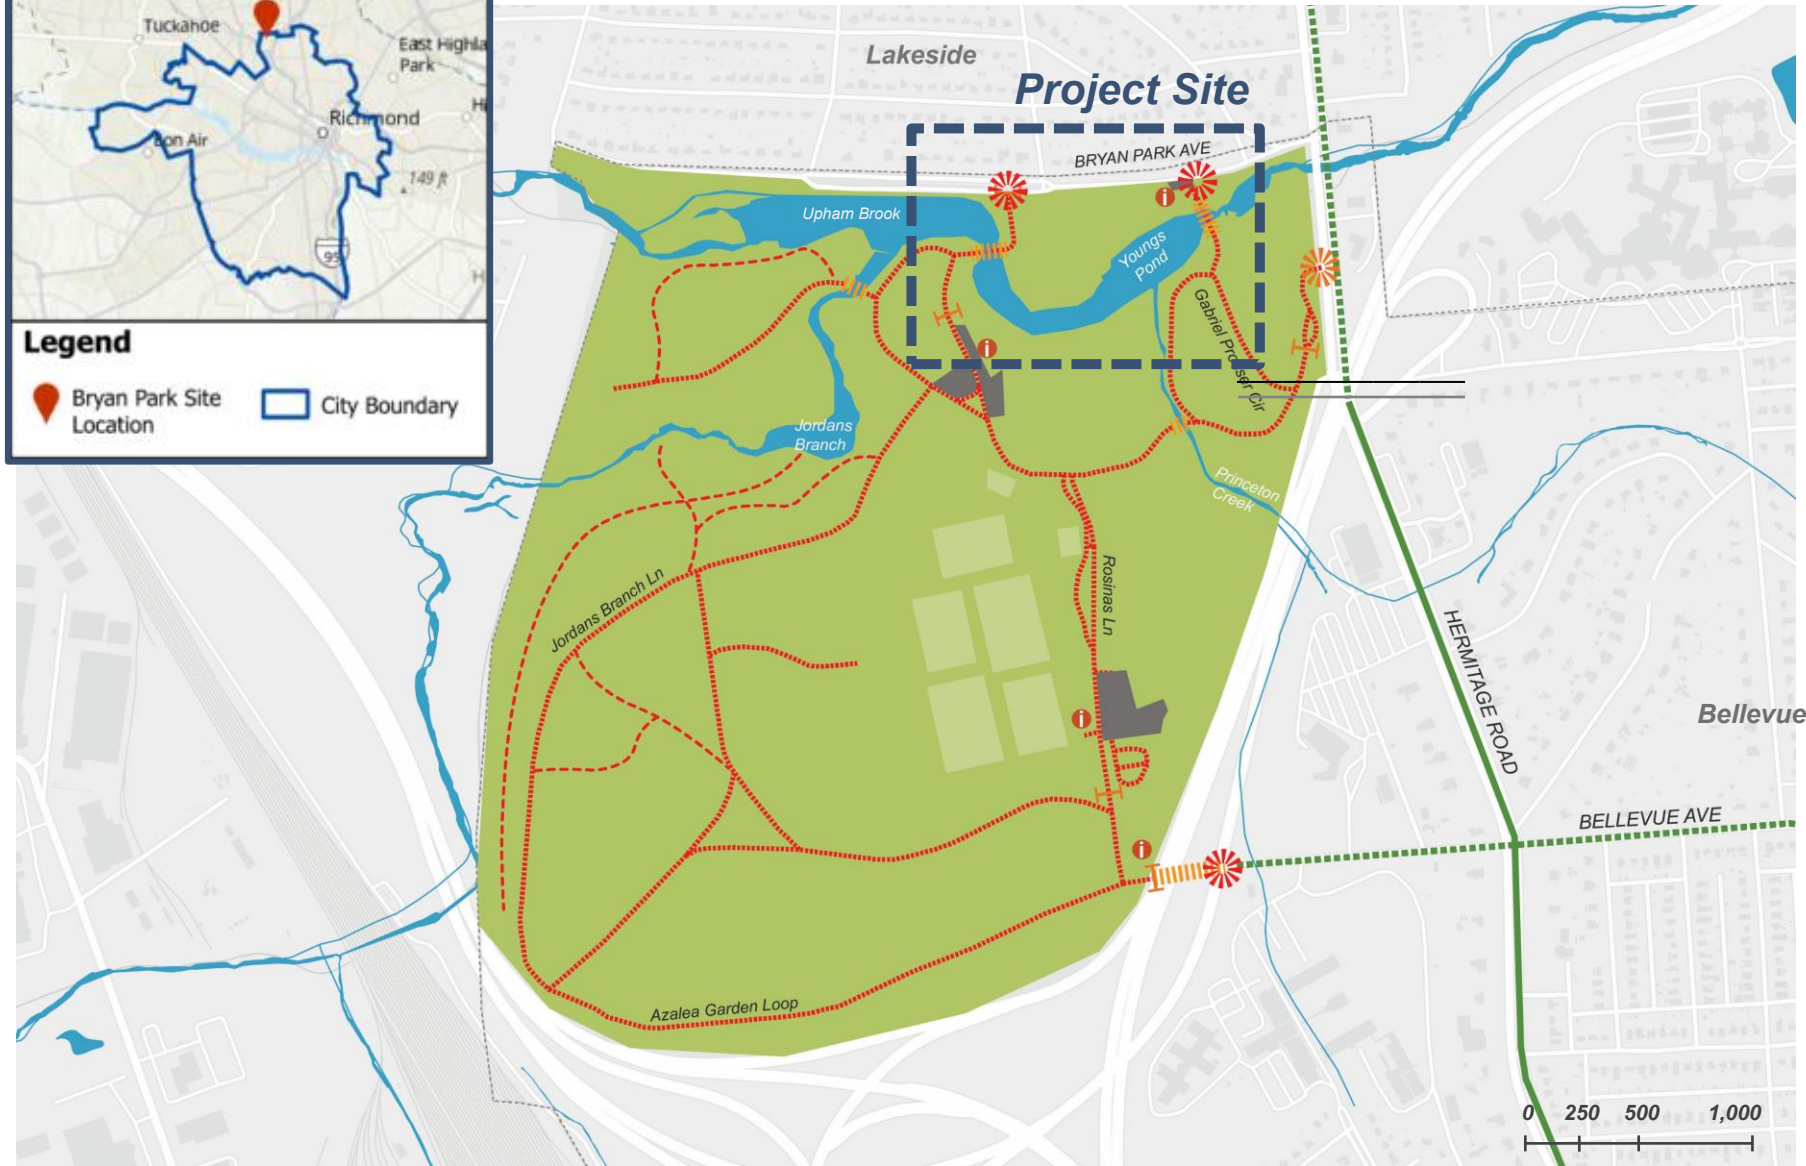 Tuckahoe
East Highla
Park
Hi
Richmond
Bon Air
149 ft
95
H
Legend
Bryan Park Site
Location
City Boundary
Lakeside
Project Site
BRYAN PARK AVE
i
Upham Brook
Youngs
Pond
Gabriel Prosser Cir
i
Jordans
Branch
Princeton
Creek
Jordans Branch Ln
Rosinas Ln
HERMITAGE ROAD
i
Bellevue
BELLEVUE AVE
i
Azalea Garden Loop
0 250 500 1,000